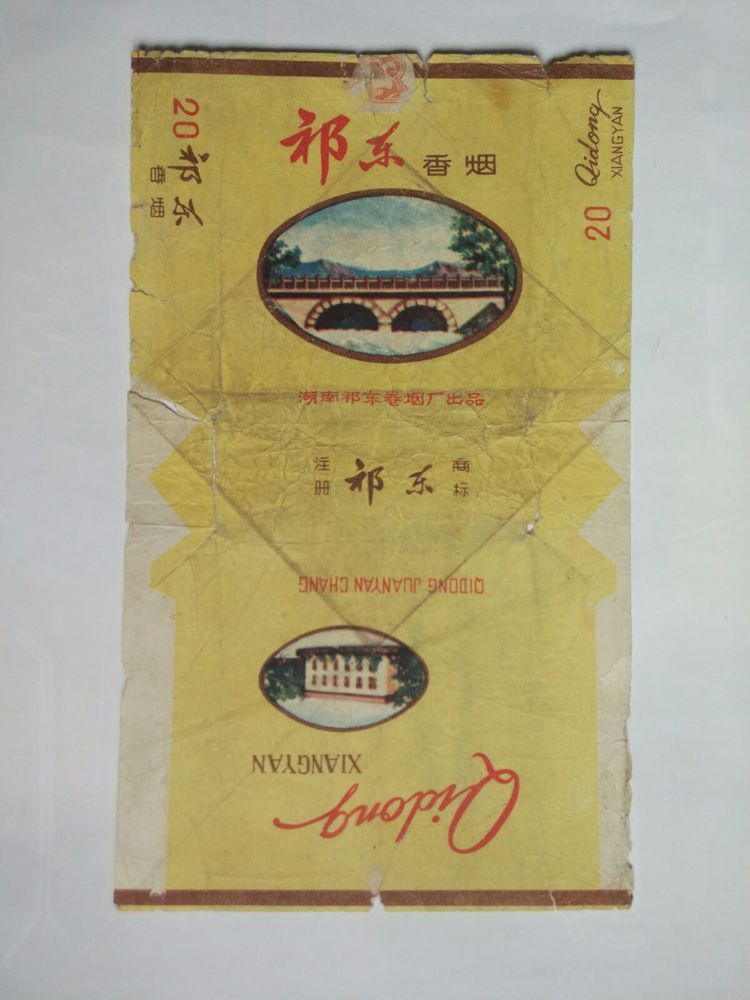 祁东香烟
20
祁东
香烟
Qidong
XIANGYAN
20
湖南祁东卷烟厂出品
注册
祁东
商标
QIDONG JUANYAN CHANG
XIANGYAN
Qidong